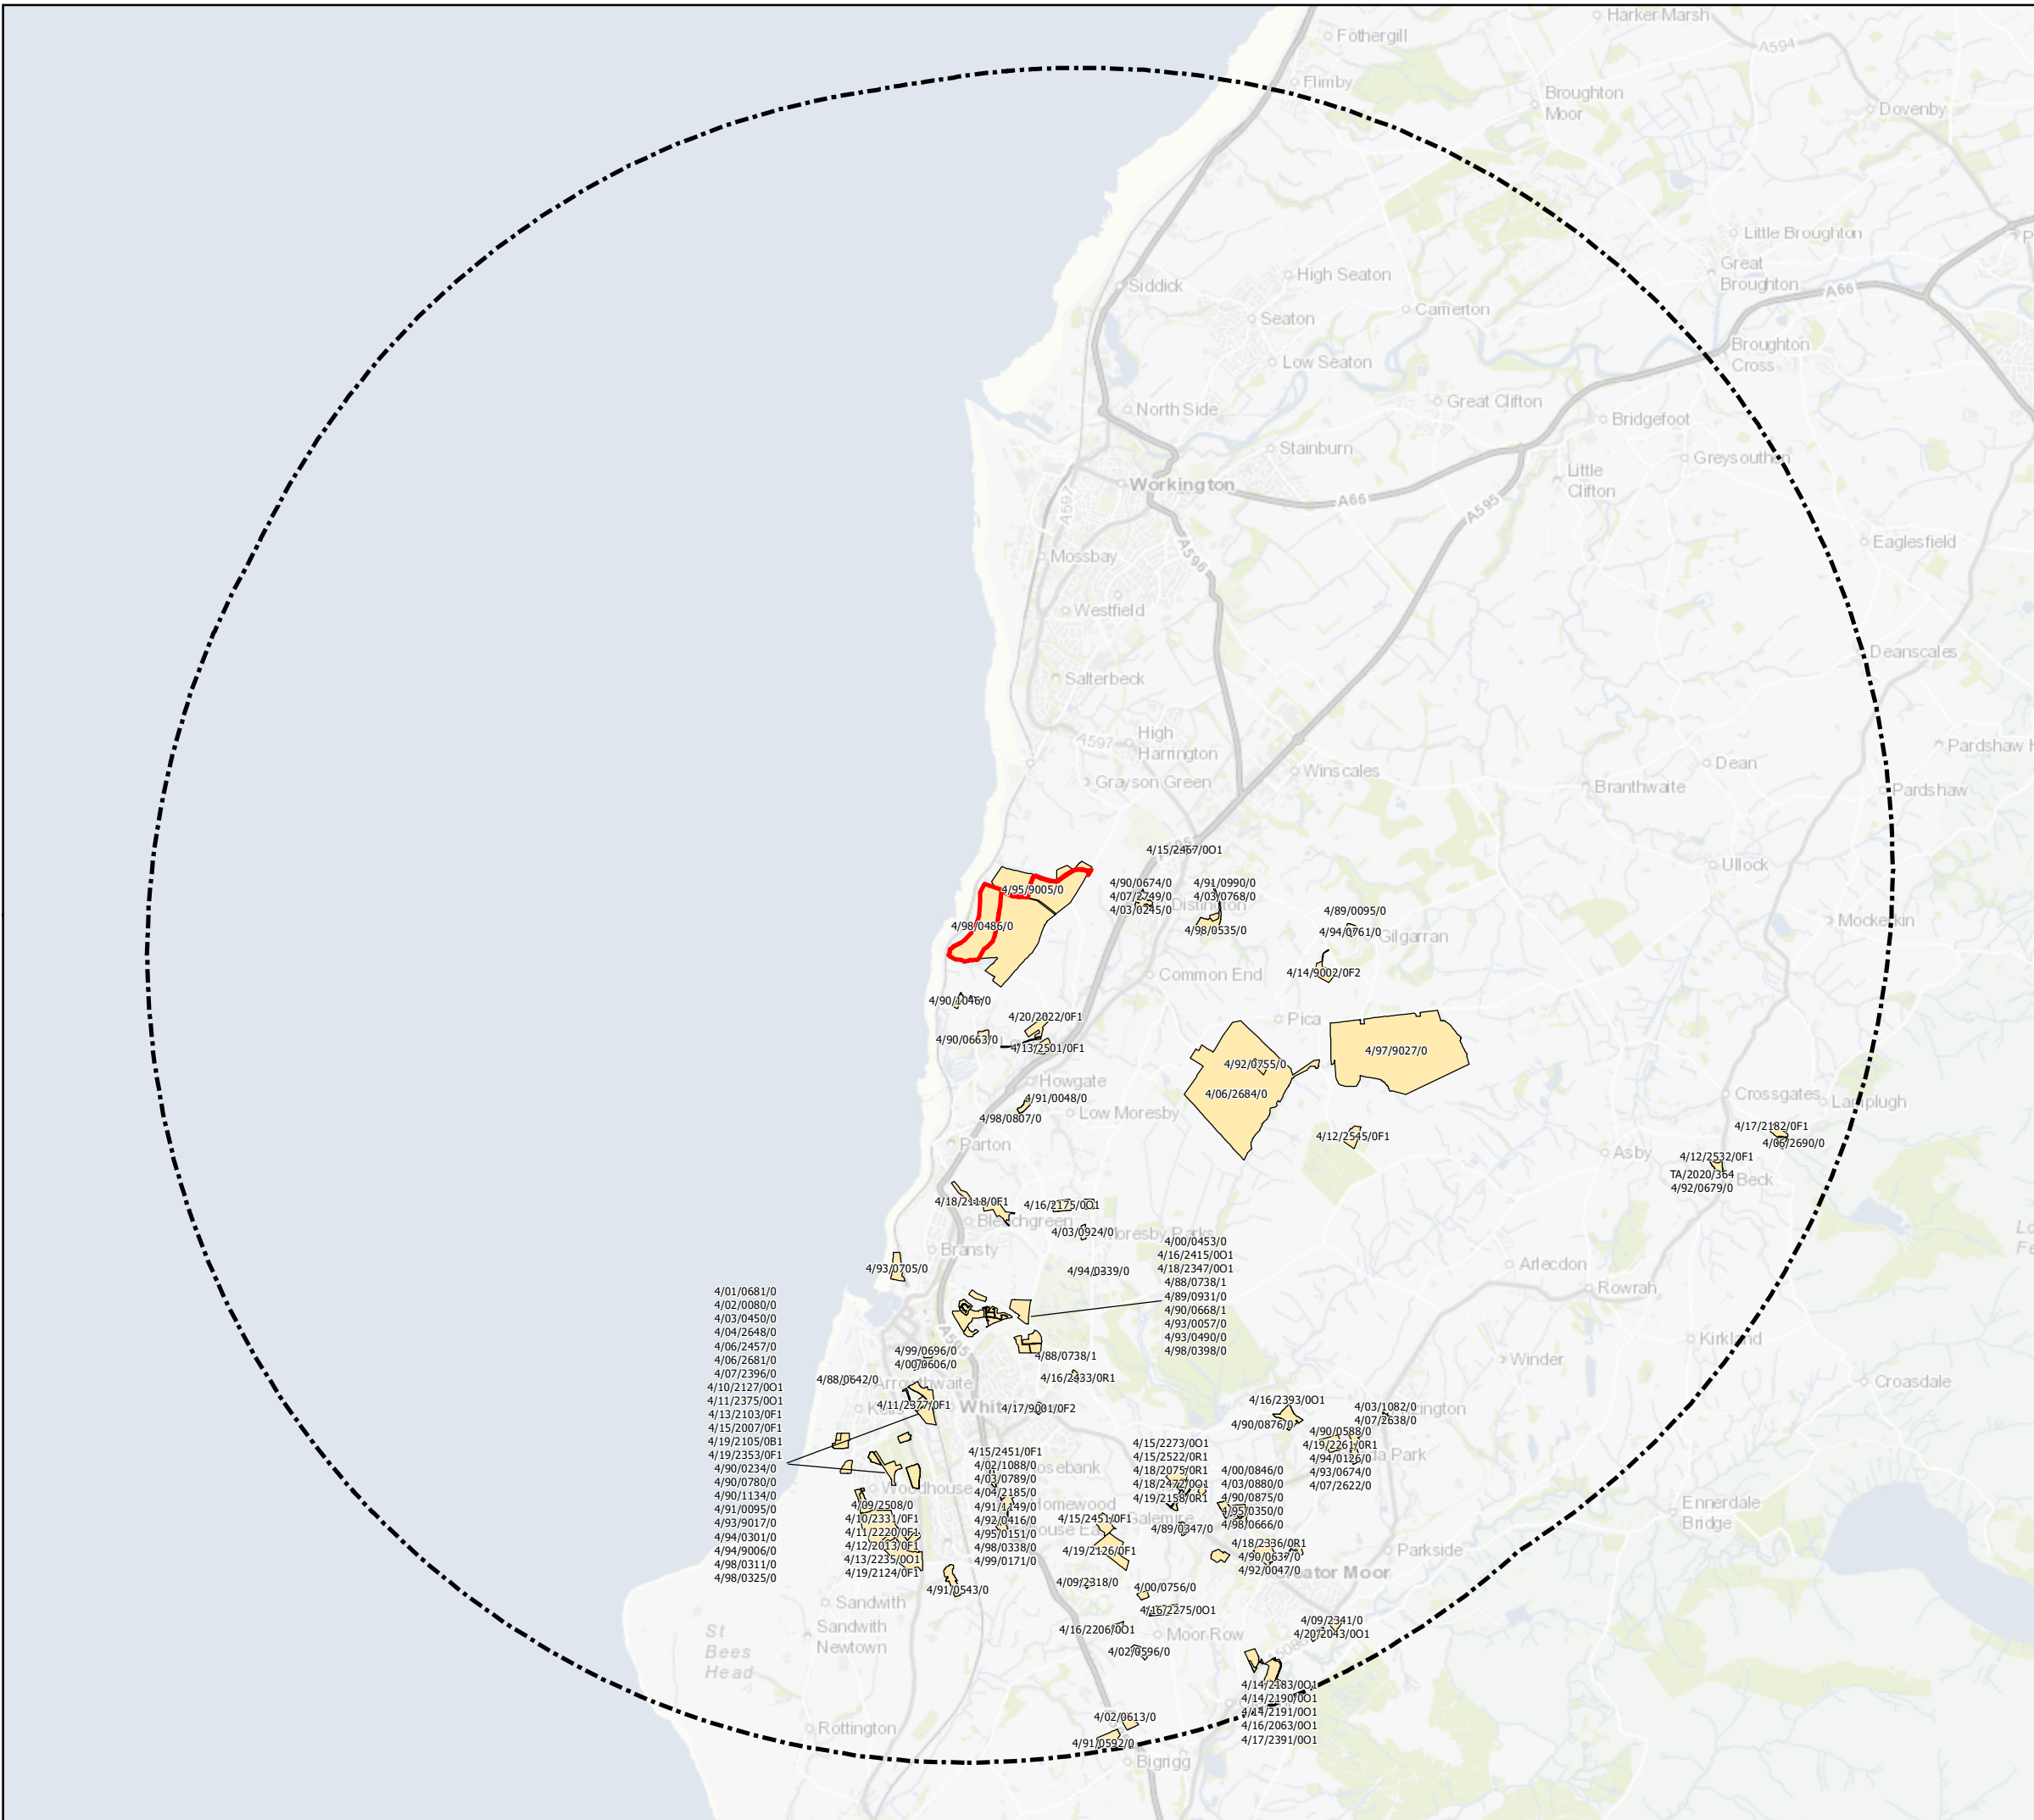 Harker Marsh
Fothergill
A594
Flimby
Broughton
Moor
Dovenby
Little Broughton
Great
Broughton
High Seaton
Siddick
A66
Camerton
Seaton
Broughton
Cross
Low Seaton
Great Clifton
North Side
Bridgefoot
Stainburn
Greysouthen
Little
Clifton
Workington
A66
A595
A597
Eaglesfield
Mossbay
A596
Westfield
Deanscales
Salterbeck
High
Harrington
A597
Pardshaw H
Dean
Winscales
Grayson Green
Branthwaite
Pardshaw
4/15/2467/0O1
Ullock
4/95/9005/0
4/90/0674/0
4/07/2749/0
4/03/0245/0
4/91/0990/0
4/03/0768/0
Distington
4/98/0535/0
4/89/0095/0
4/94/0761/0
Gilgarran
Mockerkin
4/98/0486/0
Common End
4/14/9002/0F2
4/90/1046/0
4/20/2022/0F1
Pica
4/90/0663/0
4/13/2501/0F1
4/97/9027/0
4/92/0755/0
4/06/2684/0
Howgate
4/91/0048/0
Low Moresby
4/98/0807/0
Crossgates
Lamplugh
4/17/2182/0F1
4/06/2690/0
4/12/2545/0F1
Parton
Asby
4/12/2532/0F1
TA/2020/364
4/92/0679/0
Beck
4/18/2118/0F1
4/16/2175/0O1
Bleachgreen
4/03/0924/0
Moresby Parks
Bransty
4/93/0705/0
4/94/0339/0
4/00/0453/0
4/16/2415/0O1
4/18/2347/0O1
4/88/0738/1
4/89/0931/0
4/90/0668/1
4/93/0057/0
4/93/0490/0
4/98/0398/0
Arlecdon
Rowrah
Kirkland
Winder
Croasdale
4/01/0681/0
4/02/0080/0
4/03/0450/0
4/04/2648/0
4/06/2457/0
4/06/2681/0
4/07/2396/0
4/10/2127/0O1
4/11/2375/0O1
4/13/2103/0F1
4/15/2007/0F1
4/19/2105/0B1
4/19/2353/0F1
4/90/0234/0
4/90/0780/0
4/90/1134/0
4/91/0095/0
4/93/9017/0
4/94/0301/0
4/94/9006/0
4/98/0311/0
4/98/0325/0
A595
4/99/0696/0
4/00/0606/0
4/88/0738/1
4/88/0642/0
Arrowthwaite
4/16/2433/0R1
Kells
4/11/2377/0F1
Whit
4/17/9001/0F2
4/16/2393/0O1
4/90/0876/0
4/03/1082/0
4/07/2638/0
ington
4/90/0588/0
4/19/2261/0R1
4/94/0126/0
4/93/0674/0
4/07/2622/0
da Park
4/15/2451/0F1
4/02/1088/0
4/03/0789/0
4/04/2185/0
4/91/1149/0
4/92/0416/0
4/95/0151/0
4/98/0338/0
4/99/0171/0
osebank
Homewood
4/15/2273/0O1
4/15/2522/0R1
4/18/2075/0R1
4/18/2472/0O1
4/19/2158/0R1
4/00/0846/0
4/03/0880/0
4/90/0875/0
4/95/0350/0
4/98/0666/0
Galemire
Woodhouse
4/09/2508/0
4/10/2331/0F1
4/11/2220/0F1
4/12/2013/0F1
4/13/2235/0O1
4/19/2124/0F1
4/15/2451/0F1
4/89/0347/0
4/19/2126/0F1
4/18/2336/0R1
4/90/0637/0
4/92/0047/0
eator Moor
Parkside
Ennerdale
Bridge
4/91/0543/0
4/09/2318/0
4/00/0756/0
4/16/2275/0O1
Sandwith
Sandwith
Newtown
4/16/2206/0O1
Moor Row
4/09/2341/0
4/20/2043/0O1
4/02/0596/0
A5086
St
Bees
Head
4/14/2183/0O1
4/14/2190/0O1
4/14/2191/0O1
4/16/2063/0O1
4/17/2391/0O1
Rottington
4/02/0613/0
4/91/0592/0
Bigrigg